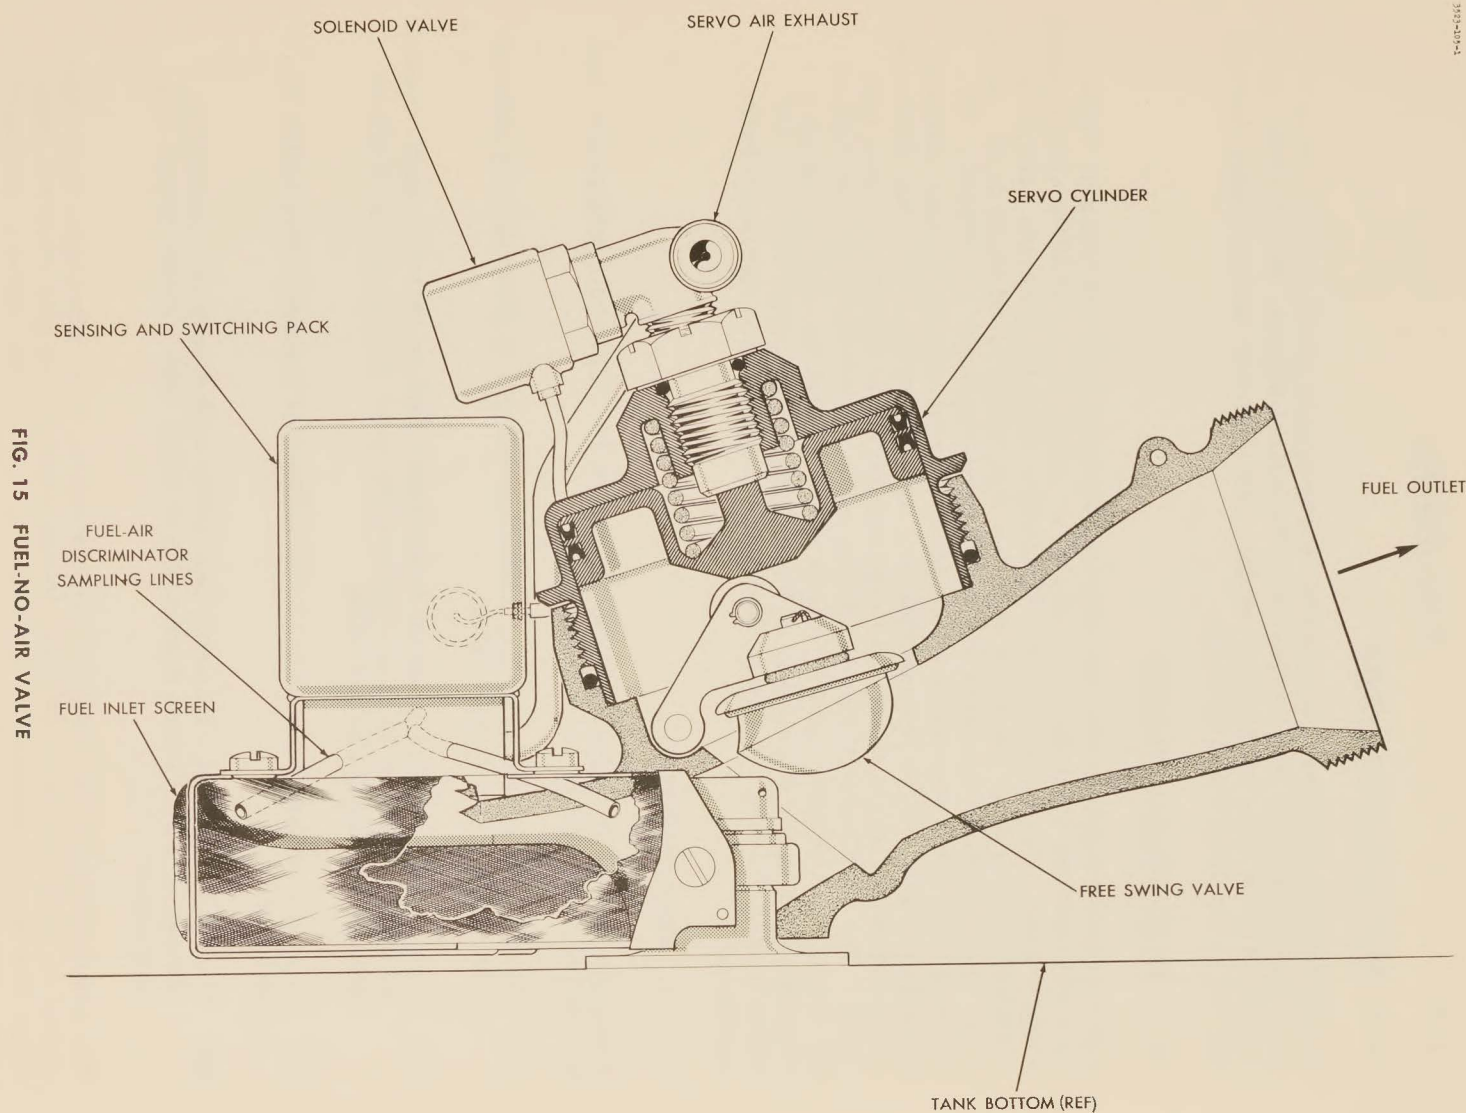 SOLENOID VALVE
SERVO AIR EXHAUST
SERVO CYLINDER
SENSING AND SWITCHING PACK
FUEL OUTLET
FUEL-AIR
DISCRIMINATOR
SAMPLING LINES
FUEL INLET SCREEN
FREE SWING VALVE
TANK BOTTOM (REF)
FIG. 15 FUEL-NO-AIR VALVE